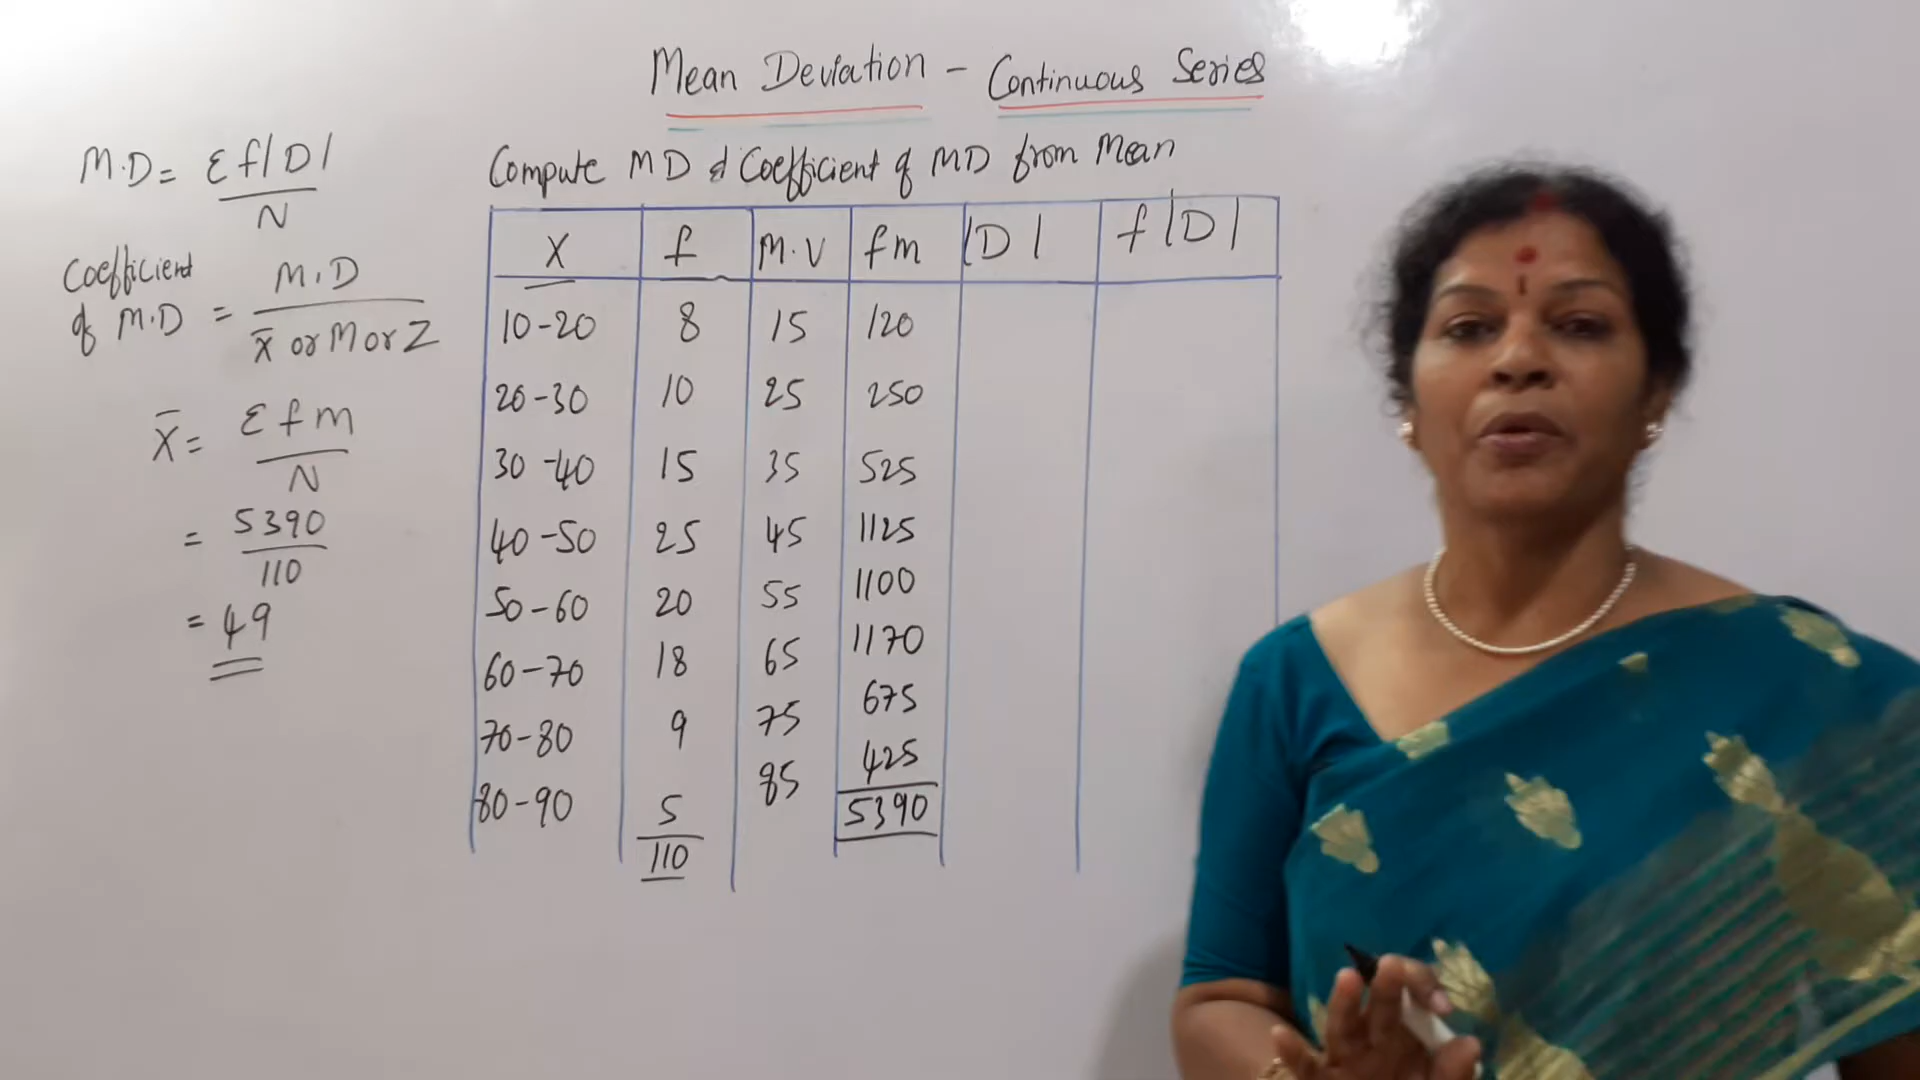 Mean Deviation - Continuous Series
Compute MD & Coefficient of MD from Mean
M.D = Σf|D|
N
Coefficient of M.D = M.D
X̄ or M or Z
X̄ = Σfm
N
= 5390
110
= 49
X f M.V fm |D| f|D|
10-20 8 15 120
20-30 10 25 250
30-40 15 35 525
40-50 25 45 1125
50-60 20 55 1100
60-70 18 65 1170
70-80 9 75 675
80-90 5 85 425
110 5390